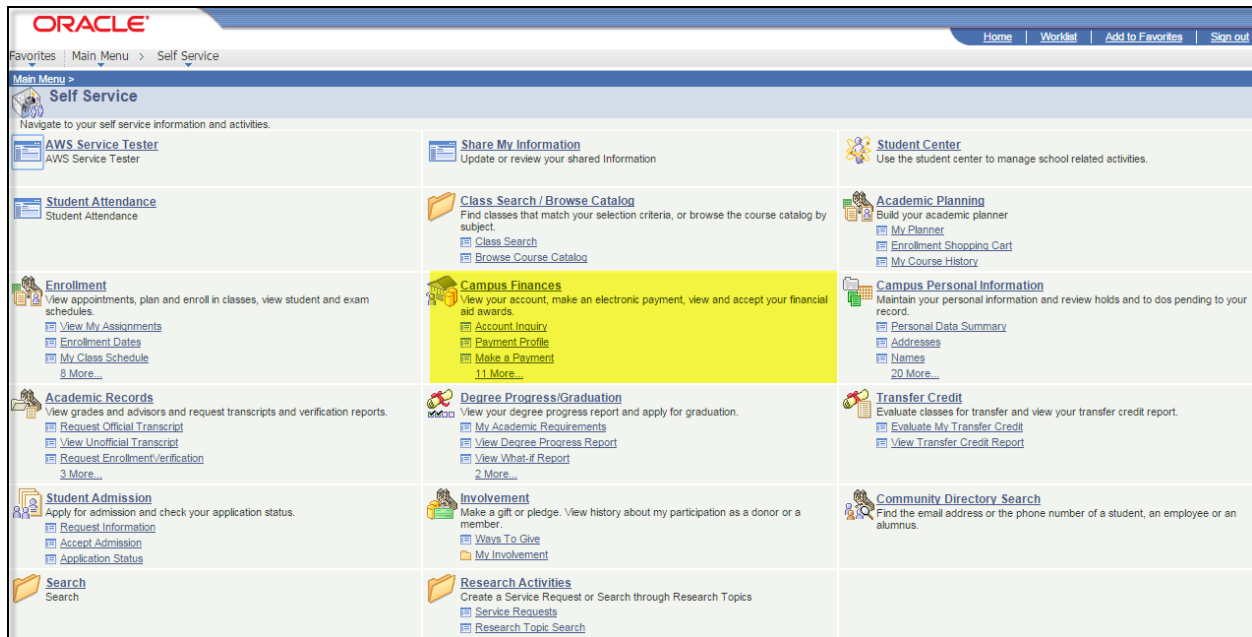 ORACLE'
Home | Worklist | Add to Favorites | Sign out
Favorites Main Menu > Self Service
Main Menu >
Self Service
Navigate to your self service information and activities.
AWS Service Tester
AWS Service Tester
Share My Information
Update or review your shared Information
Student Center
Use the student center to manage school related activities.
Student Attendance
Student Attendance
Class Search / Browse Catalog
Find classes that match your selection criteria, or browse the course catalog by
subject.
Class Search
Browse Course Catalog
Academic Planning
Build your academic planner
My Planner
Enrollment Shopping Cart
My Course History
Enrollment
View appointments, plan and enroll in classes, view student and exam
schedules.
View My Assignments
Enrollment Dates
My Class Schedule
8 More...
Campus Finances
View your account, make an electronic payment, view and accept your financial
aid awards.
Account Inquiry
Payment Profile
Make a Payment
11 More...
Campus Personal Information
Maintain your personal information and review holds and to dos pending to your
record.
Personal Data Summary
Addresses
Names
20 More...
Academic Records
View grades and advisors and request transcripts and verification reports.
Request Official Transcript
View Unofficial Transcript
Request EnrollmentVerification
3 More...
Degree Progress/Graduation
View your degree progress report and apply for graduation.
My Academic Requirements
View Degree Progress Report
View What-if Report
2 More...
Transfer Credit
Evaluate classes for transfer and view your transfer credit report.
Evaluate My Transfer Credit
View Transfer Credit Report
Student Admission
Apply for admission and check your application status.
Request Information
Accept Admission
Application Status
Involvement
Make a gift or pledge. View history about my participation as a donor or a
member.
Ways To Give
My Involvement
Community Directory Search
Find the email address or the phone number of a student, an employee or an
alumnus.
Search
Search
Research Activities
Create a Service Request or Search through Research Topics
Service Requests
Research Topic Search